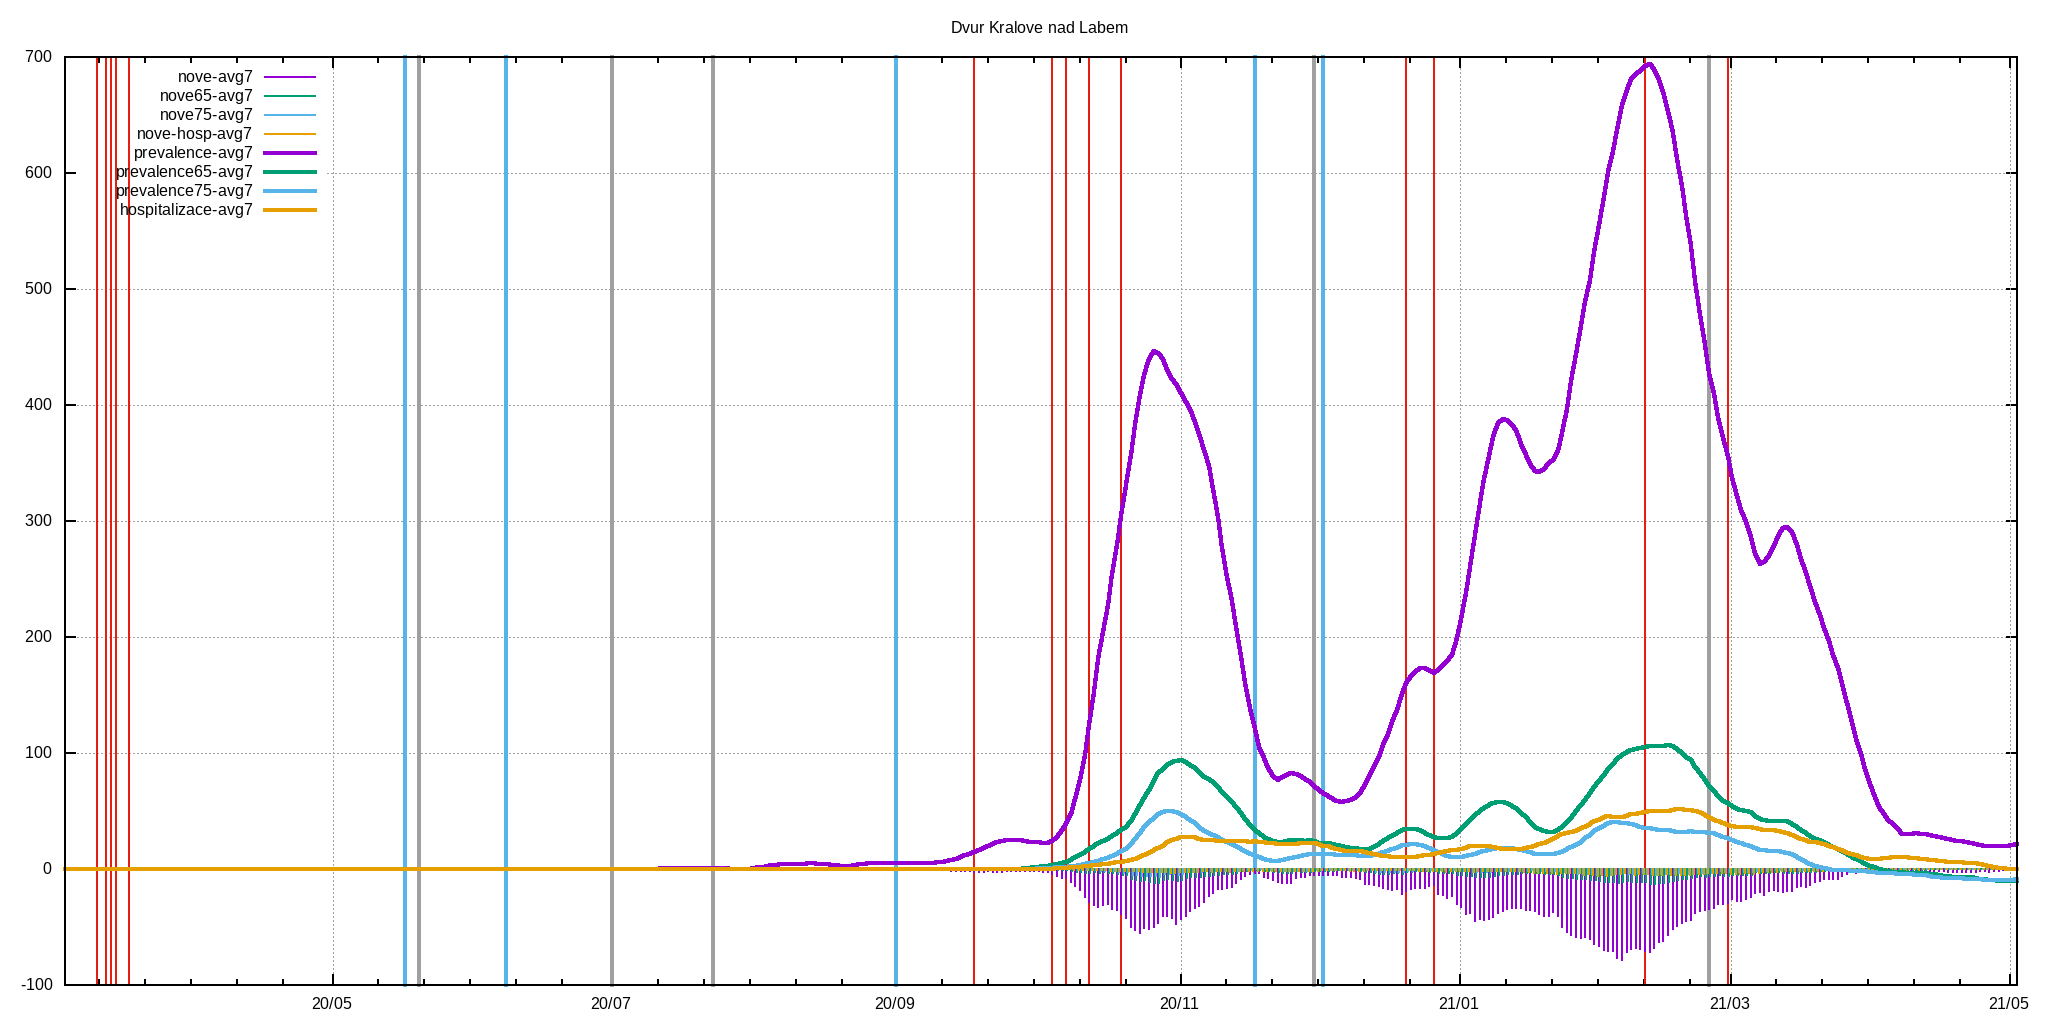 Dvur Kralove nad Labem
700
600
500
400
300
200
100
0
-100
nove-avg7
nove65-avg7
nove75-avg7
nove-hosp-avg7
prevalence-avg7
prevalence65-avg7
prevalence75-avg7
hospitalizace-avg7
20/05 20/07 20/09 20/11 21/01 21/03 21/05